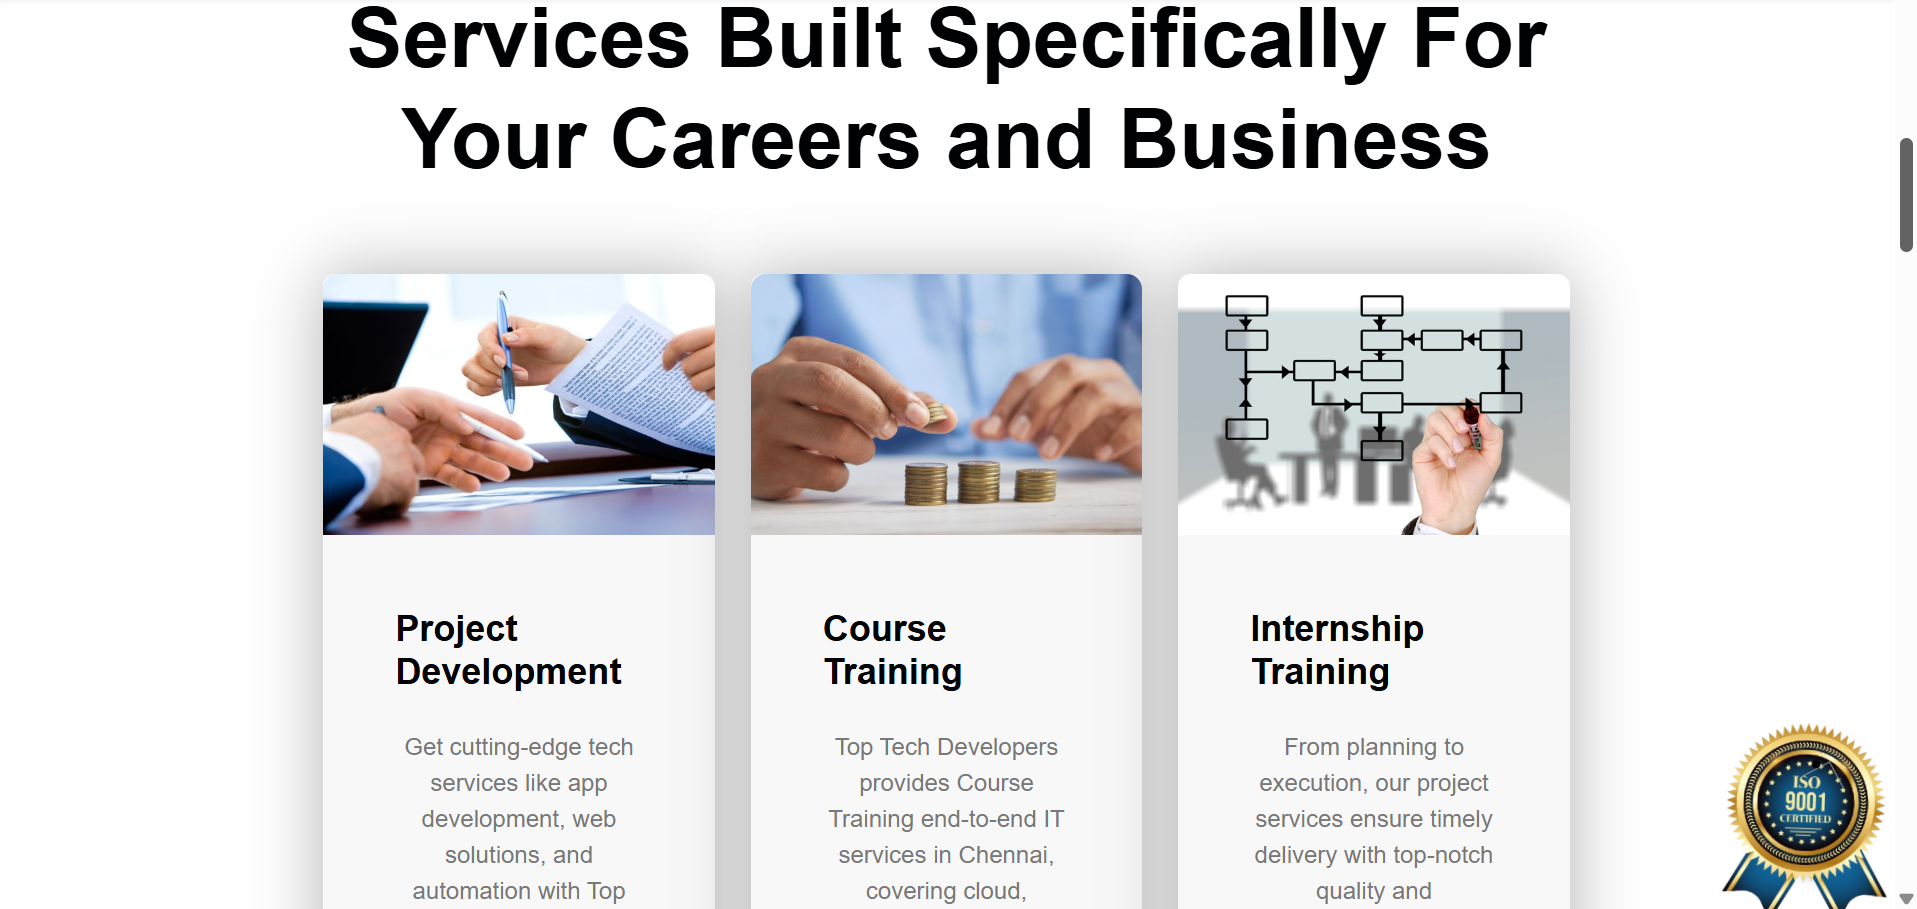 Services Built Specifically For
Your Careers and Business
Project
Development
Get cutting-edge tech
services like app
development, web
solutions, and
automation with Top
Course
Training
Top Tech Developers
provides Course
Training end-to-end IT
services in Chennai,
covering cloud,
Internship
Training
From planning to
execution, our project
services ensure timely
delivery with top-notch
quality and
ISO
9001
CERTIFIED